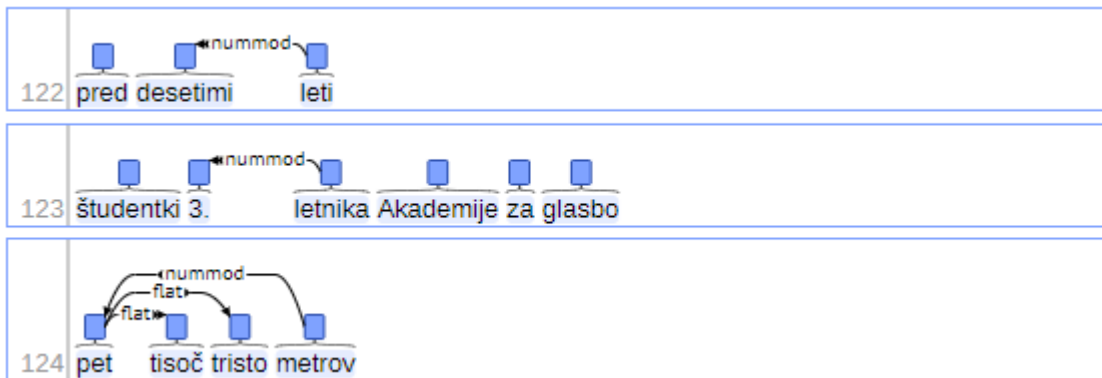 nummod
122 pred desetimi leti
nummod
123 študentki 3. letnika Akademije za glasbo
nummod
flat
flat
124 pet tisoč tristo metrov